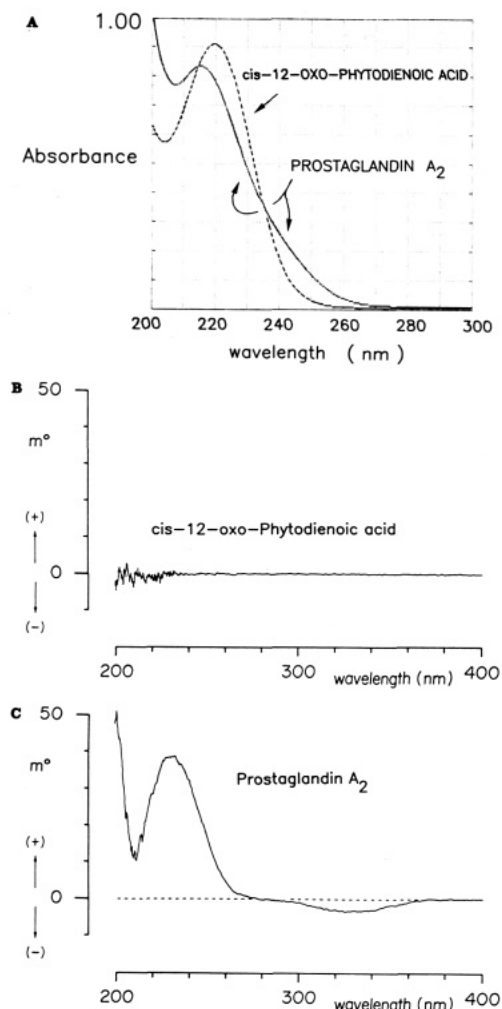 A
1.00
cis-12-OXO-PHYTODIENOIC ACID
Absorbance
PROSTAGLANDIN A2
200 220 240 260 280 300
wavelength ( nm )
B
50
m°
(+)
cis-12-oxo-Phytodienoic acid
0
(-)
200 300 400
wavelength (nm)
C
50
m°
Prostaglandin A2
(+)
0
(-)
200 300 400
wavelength (nm)